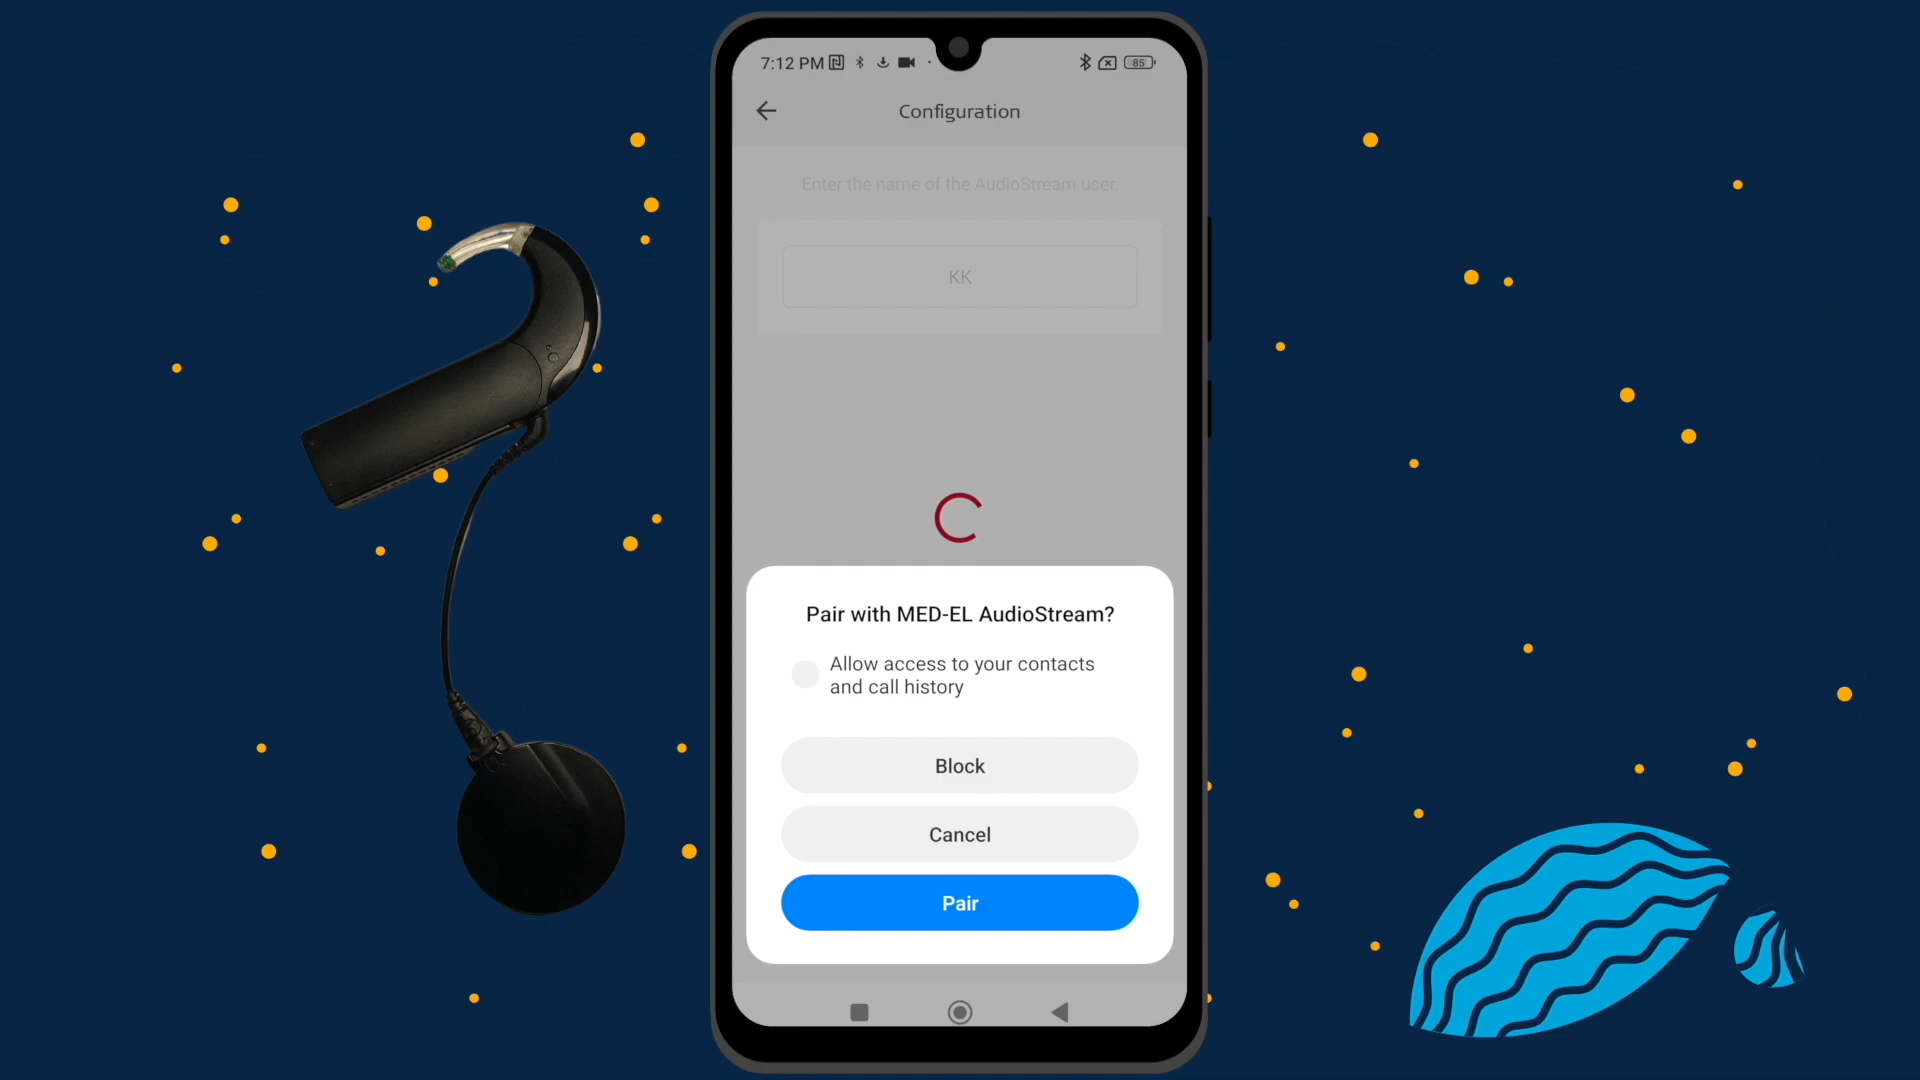 7:12 PM
85
Configuration
Enter the name of the AudioStream user.
KK
Pair with MED-EL AudioStream?
Allow access to your contacts
and call history
Block
Cancel
Pair